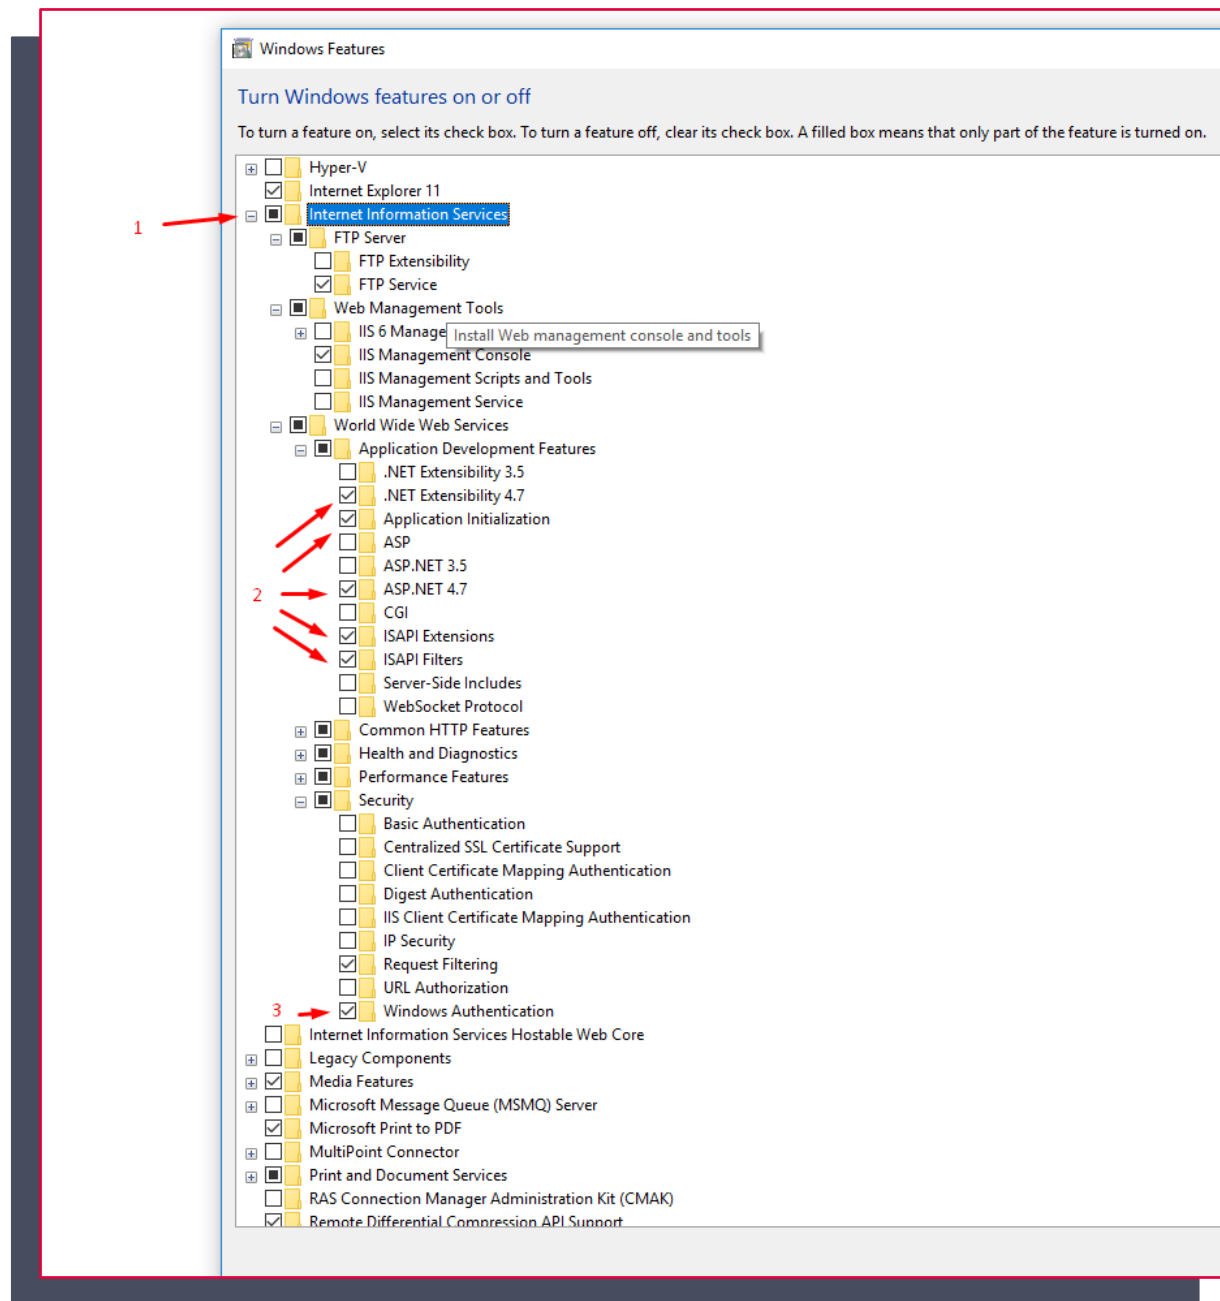 Windows Features
Turn Windows features on or off
To turn a feature on, select its check box. To turn a feature off, clear its check box. A filled box means that only part of the feature is turned on.
Hyper-V
Internet Explorer 11
1 Internet Information Services
FTP Server
FTP Extensibility
FTP Service
Web Management Tools
IIS 6 Manage
Install Web management console and tools
IIS Management Console
IIS Management Scripts and Tools
IIS Management Service
World Wide Web Services
Application Development Features
.NET Extensibility 3.5
.NET Extensibility 4.7
Application Initialization
ASP
ASP.NET 3.5
2 ASP.NET 4.7
CGI
ISAPI Extensions
ISAPI Filters
Server-Side Includes
WebSocket Protocol
Common HTTP Features
Health and Diagnostics
Performance Features
Security
Basic Authentication
Centralized SSL Certificate Support
Client Certificate Mapping Authentication
Digest Authentication
IIS Client Certificate Mapping Authentication
IP Security
Request Filtering
URL Authorization
3 Windows Authentication
Internet Information Services Hostable Web Core
Legacy Components
Media Features
Microsoft Message Queue (MSMQ) Server
Microsoft Print to PDF
MultiPoint Connector
Print and Document Services
RAS Connection Manager Administration Kit (CMAK)
Remote Differential Compression API Support